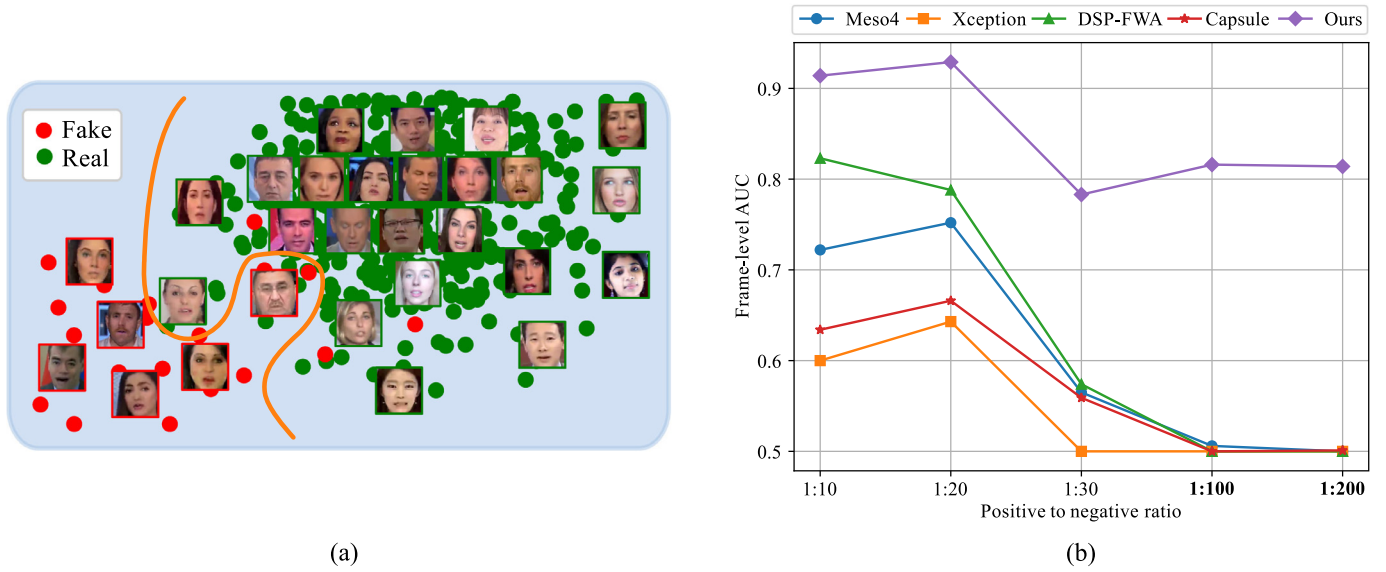 Fake
Real
(a)
Meso4 Xception DSP-FWA Capsule Ours
Frame-level AUC
0.9
0.8
0.7
0.6
0.5
1:10 1:20 1:30 1:100 1:200
Positive to negative ratio
(b)